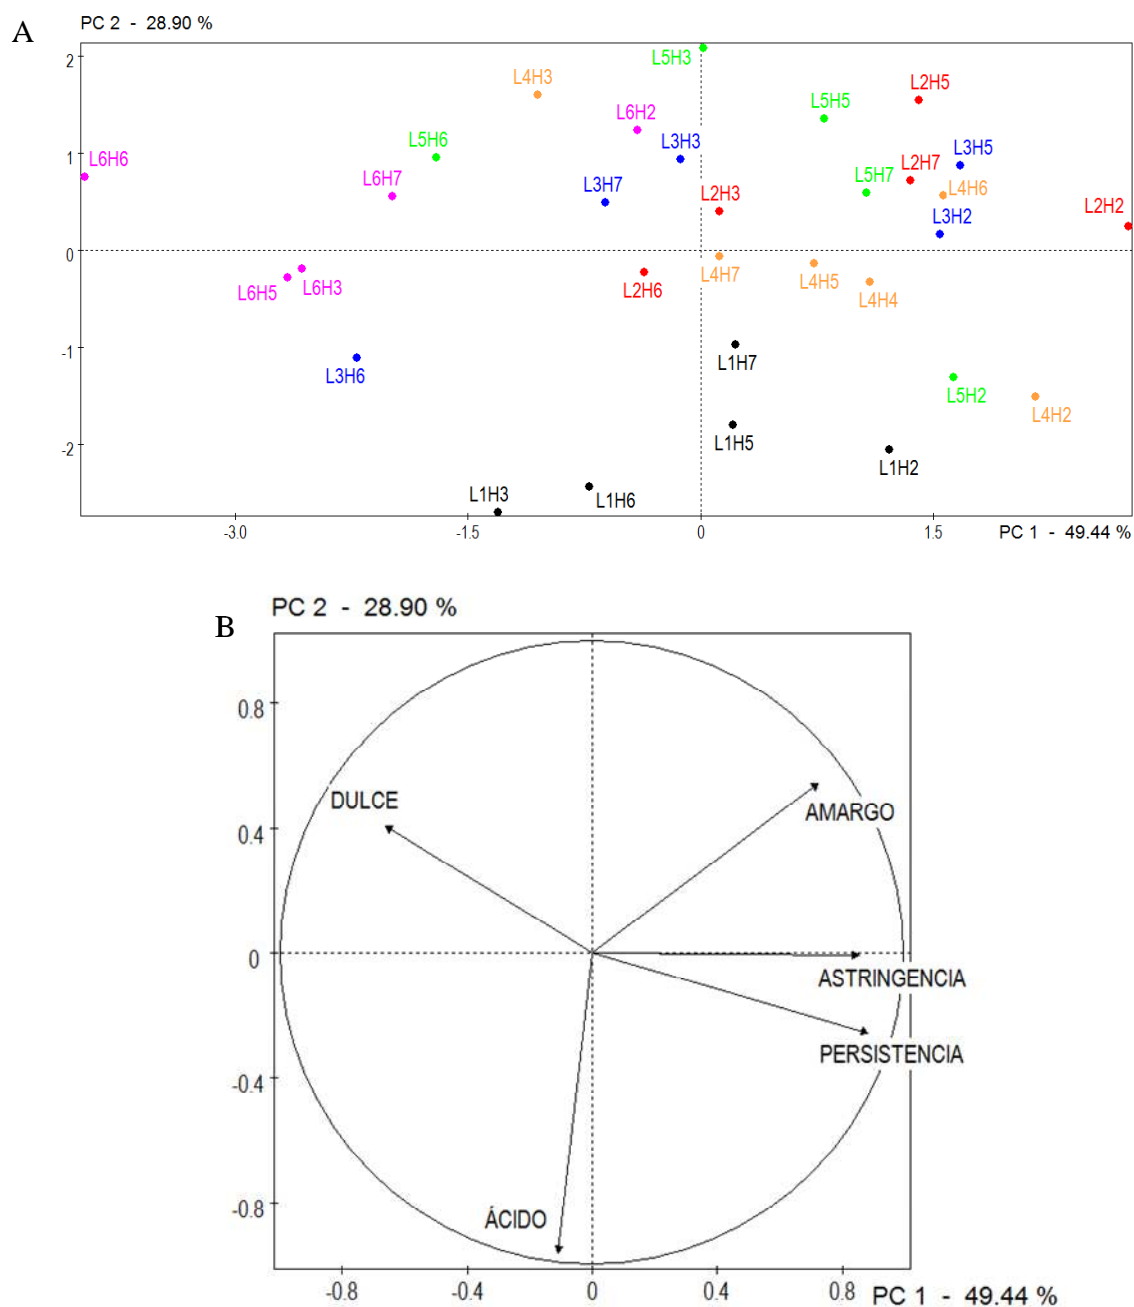 PC 2 - 28.90 %
A
2
L5H3
L4H3
L2H5
L5H5
L6H2
L5H6
L3H3
L3H5
1
L6H6
L2H7
L6H7
L3H7
L5H7
L4H6
L2H3
L3H2
L2H2
0
L4H7
L4H5
L6H5
L6H3
L2H6
L4H4
-1
L1H7
L3H6
L5H2
L4H2
-2
L1H5
L1H2
L1H3
L1H6
-3.0 -1.5 0 1.5 PC 1 - 49.44 %
PC 2 - 28.90 %
B
0.8
DULCE
AMARGO
0.4
0
ASTRINGENCIA
PERSISTENCIA
-0.4
-0.8
ÁCIDO
-0.8 -0.4 0 0.4 0.8 PC 1 - 49.44 %